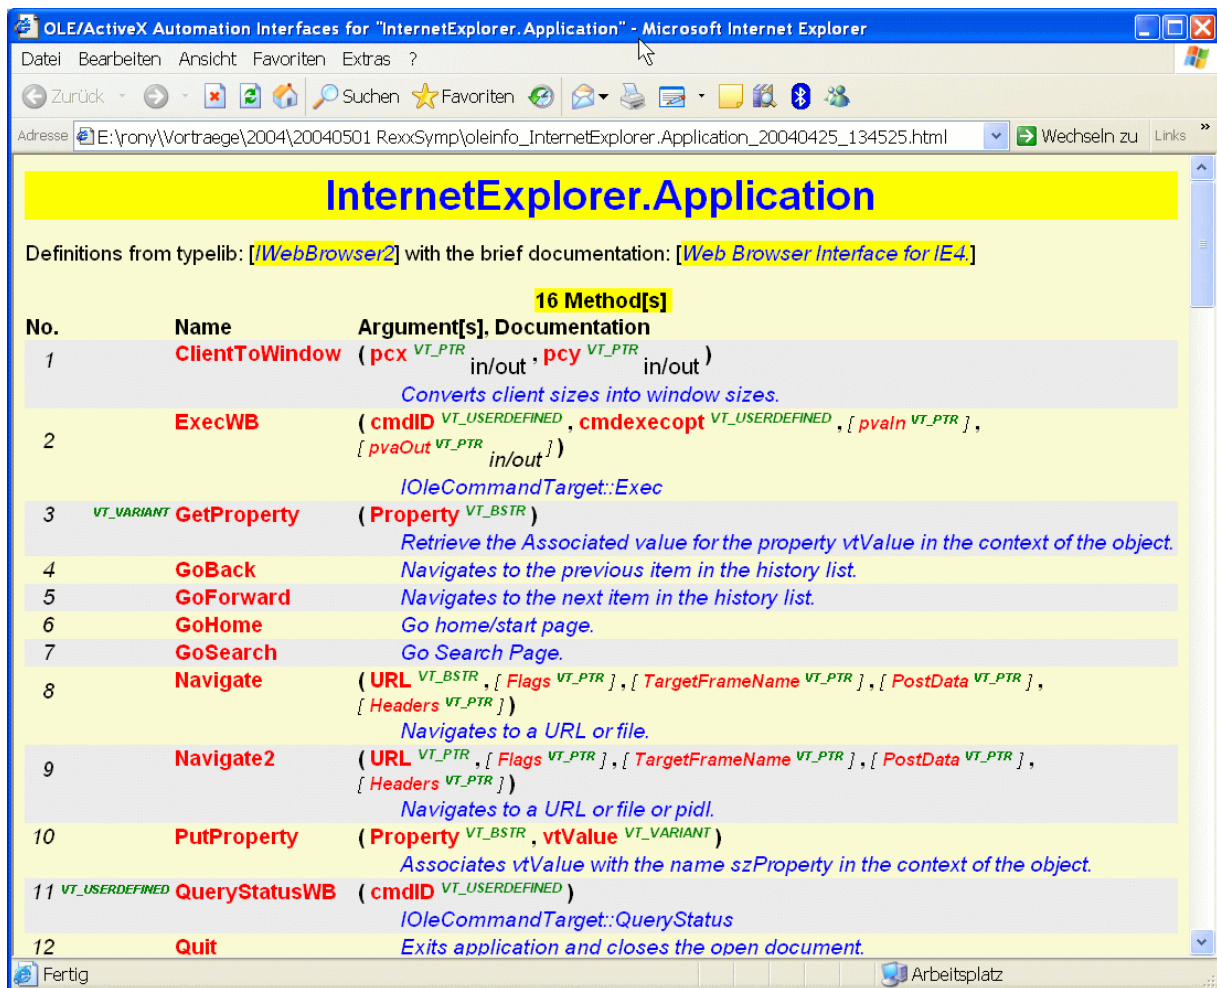 OLE/ActiveX Automation Interfaces for "InternetExplorer.Application" - Microsoft Internet Explorer
Datei Bearbeiten Ansicht Favoriten Extras ?
Zurück Suchen Favoriten
Adresse E:\rony\Vortraege\2004\20040501 RexxSymp\oleinfo_InternetExplorer.Application_20040425_134525.html Wechseln zu Links »
InternetExplorer.Application
Definitions from typelib: [IWebBrowser2] with the brief documentation: [Web Browser Interface for IE4.]
16 Method[s]
No. Name Argument[s], Documentation
1 ClientToWindow ( pcx VT_PTR in/out , pcy VT_PTR in/out )
Converts client sizes into window sizes.
2 ExecWB ( cmdID VT_USERDEFINED , cmdexecopt VT_USERDEFINED , [ pvaIn VT_PTR ] ,
[ pvaOut VT_PTR in/out ] )
IOleCommandTarget::Exec
3 VT_VARIANT GetProperty ( Property VT_BSTR )
Retrieve the Associated value for the property vtValue in the context of the object.
4 GoBack Navigates to the previous item in the history list.
5 GoForward Navigates to the next item in the history list.
6 GoHome Go home/start page.
7 GoSearch Go Search Page.
8 Navigate ( URL VT_BSTR , [ Flags VT_PTR ] , [ TargetFrameName VT_PTR ] , [ PostData VT_PTR ] ,
[ Headers VT_PTR ] )
Navigates to a URL or file.
9 Navigate2 ( URL VT_PTR , [ Flags VT_PTR ] , [ TargetFrameName VT_PTR ] , [ PostData VT_PTR ] ,
[ Headers VT_PTR ] )
Navigates to a URL or file or pidl.
10 PutProperty ( Property VT_BSTR , vtValue VT_VARIANT )
Associates vtValue with the name szProperty in the context of the object.
11 VT_USERDEFINED QueryStatusWB ( cmdID VT_USERDEFINED )
IOleCommandTarget::QueryStatus
12 Quit Exits application and closes the open document.
Fertig Arbeitsplatz